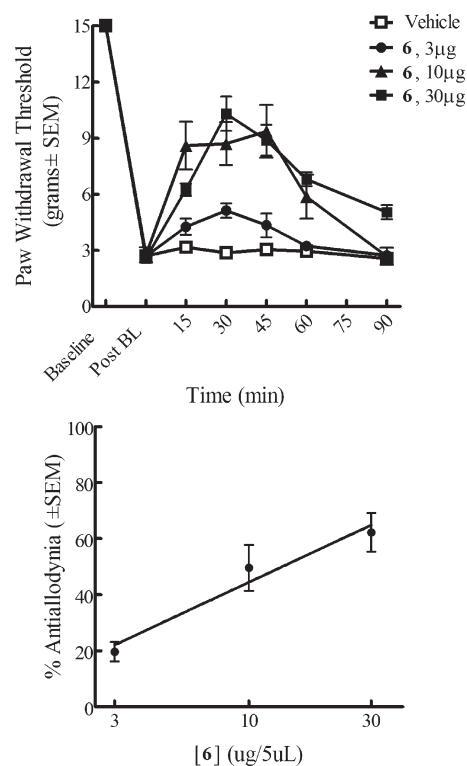 Vehicle
6, 3μg
6, 10μg
6, 30μg
Paw Withdrawal Threshold
(grams± SEM)
15
12
9
6
3
0
Baseline
Post BL
15
30
45
60
75
90
Time (min)
% Antiallodynia (±SEM)
100
80
60
40
20
0
3
10
30
[6] (ug/5uL)